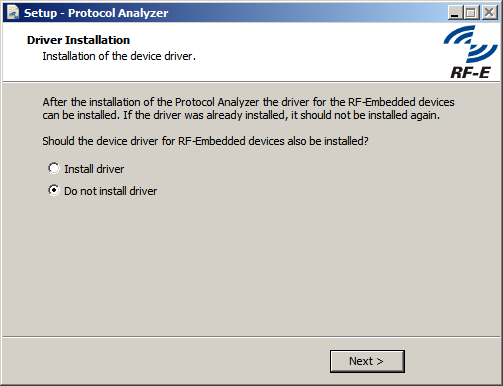 Setup - Protocol Analyzer
Driver Installation
Installation of the device driver.
RF-E
After the installation of the Protocol Analyzer the driver for the RF-Embedded devices
can be installed. If the driver was already installed, it should not be installed again.
Should the device driver for RF-Embedded devices also be installed?
Install driver
Do not install driver
Next >